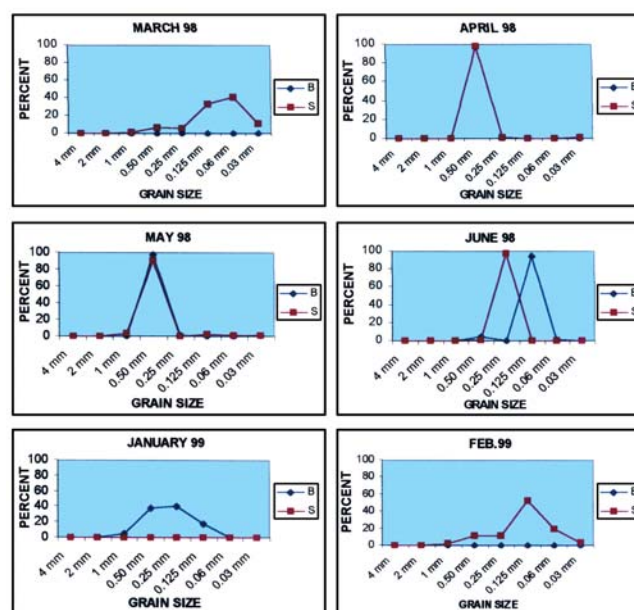 MARCH 98
PERCENT
100
80
60
40
20
0
4 mm
2 mm
1 mm
0.50 mm
0.25 mm
0.125 mm
0.06 mm
0.03 mm
GRAIN SIZE
B
S
APRIL 98
PERCENT
100
80
60
40
20
0
4 mm
2 mm
1 mm
0.50 mm
0.25 mm
0.125 mm
0.06 mm
0.03 mm
GRAIN SIZE
B
S
MAY 98
PERCENT
100
80
60
40
20
0
4 mm
2 mm
1 mm
0.50 mm
0.25 mm
0.125 mm
0.06 mm
0.03 mm
GRAIN SIZE
B
S
JUNE 98
PERCENT
100
80
60
40
20
0
4 mm
2 mm
1 mm
0.50 mm
0.25 mm
0.125 mm
0.06 mm
0.03 mm
GRAIN SIZE
B
S
JANUARY 99
PERCENT
100
80
60
40
20
0
4 mm
2 mm
1 mm
0.50 mm
0.25 mm
0.125 mm
0.06 mm
0.03 mm
GRAIN SIZE
B
S
FEB.99
PERCENT
100
80
60
40
20
0
4 mm
2 mm
1 mm
0.50 mm
0.25 mm
0.125 mm
0.06 mm
0.03 mm
GRAIN SIZE
B
S